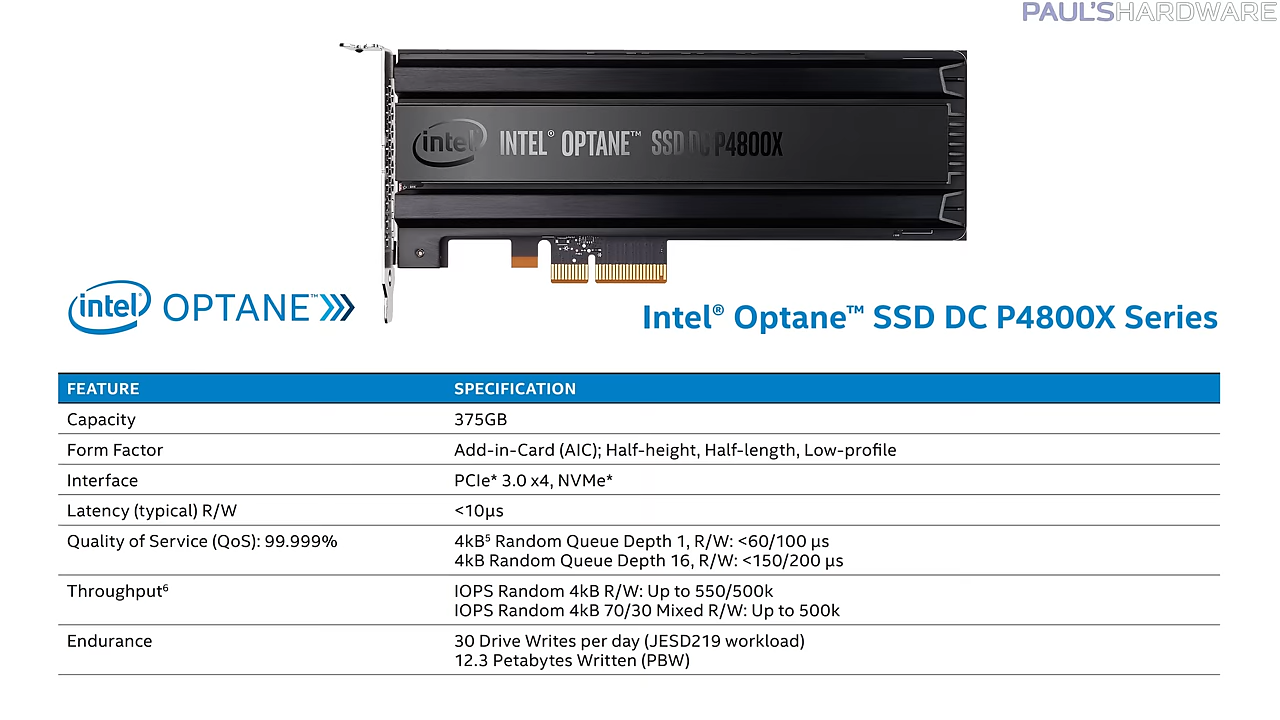 PAUL'SHARDWARE
intel INTEL® OPTANE™ SSD DC P4800X
intel® OPTANE™
Intel® Optane™ SSD DC P4800X Series
FEATURE SPECIFICATION
Capacity 375GB
Form Factor Add-in-Card (AIC); Half-height, Half-length, Low-profile
Interface PCIe* 3.0 x4, NVMe*
Latency (typical) R/W <10µs
Quality of Service (QoS): 99.999% 4kB⁵ Random Queue Depth 1, R/W: <60/100 µs
4kB Random Queue Depth 16, R/W: <150/200 µs
Throughput⁶ IOPS Random 4kB R/W: Up to 550/500k
IOPS Random 4kB 70/30 Mixed R/W: Up to 500k
Endurance 30 Drive Writes per day (JESD219 workload)
12.3 Petabytes Written (PBW)